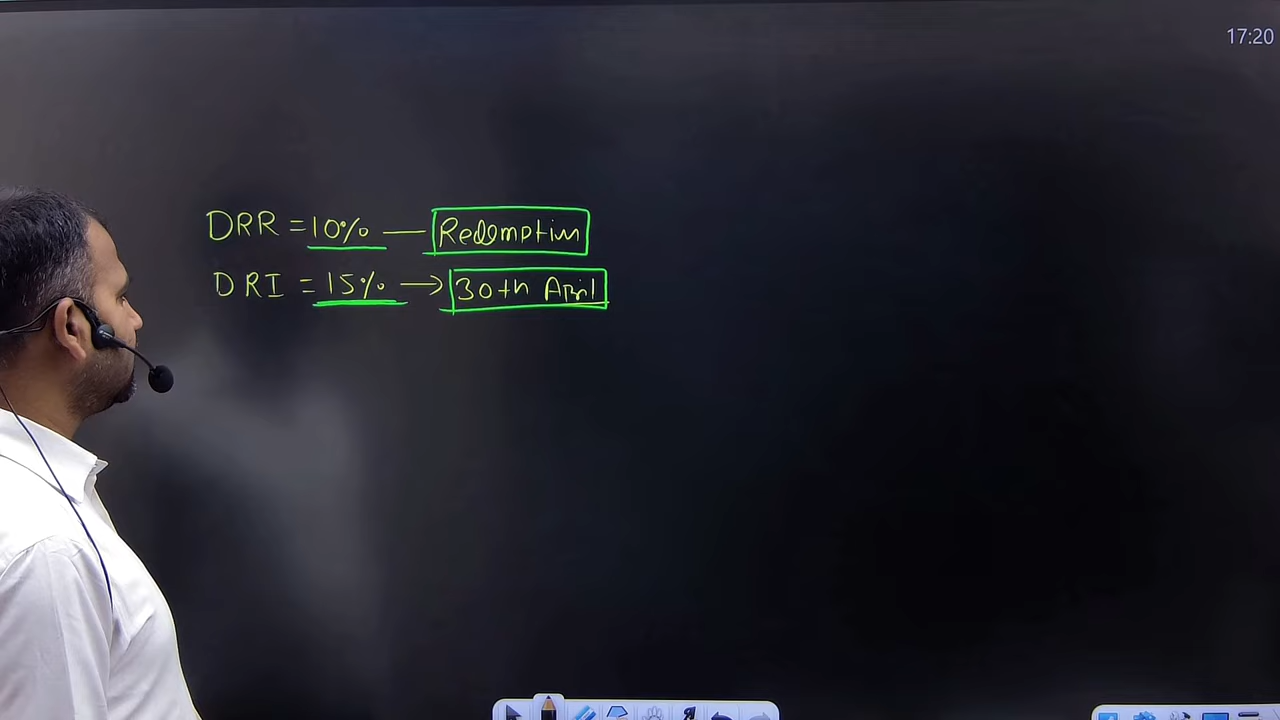 17:20
DRR = 10% — Redemption
DRI = 15% → 30th April